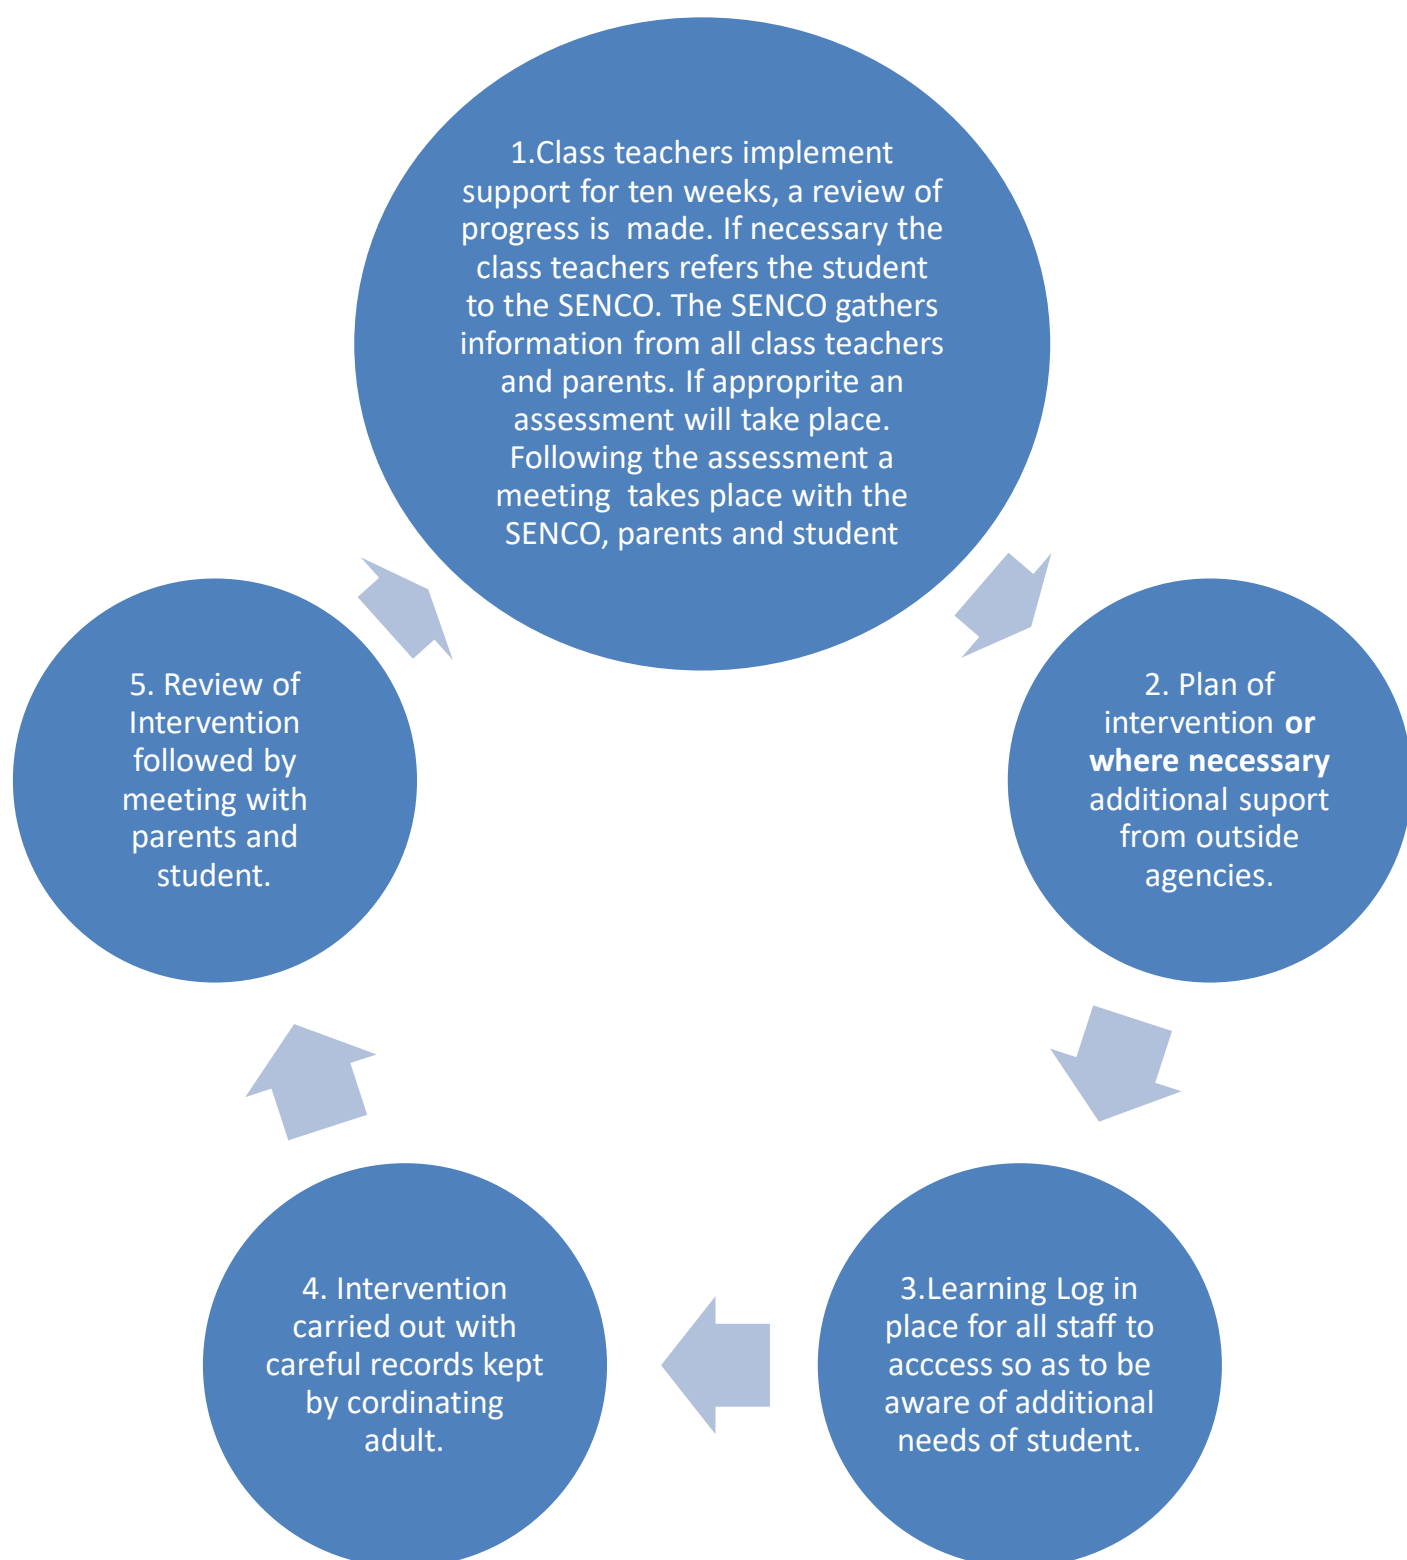 1.Class teachers implement
support for ten weeks, a review of
progress is  made. If necessary the
class teachers refers the student
to the SENCO. The SENCO gathers
information from all class teachers
and parents. If approprite an
assessment will take place.
Following the assessment a
meeting  takes place with the
SENCO, parents and student
2. Plan of
intervention or
where necessary
additional suport
from outside
agencies.
3.Learning Log in
place for all staff to
acccess so as to be
aware of additional
needs of student.
4. Intervention
carried out with
careful records kept
by cordinating
adult.
5. Review of
Intervention
followed by
meeting with
parents and
student.